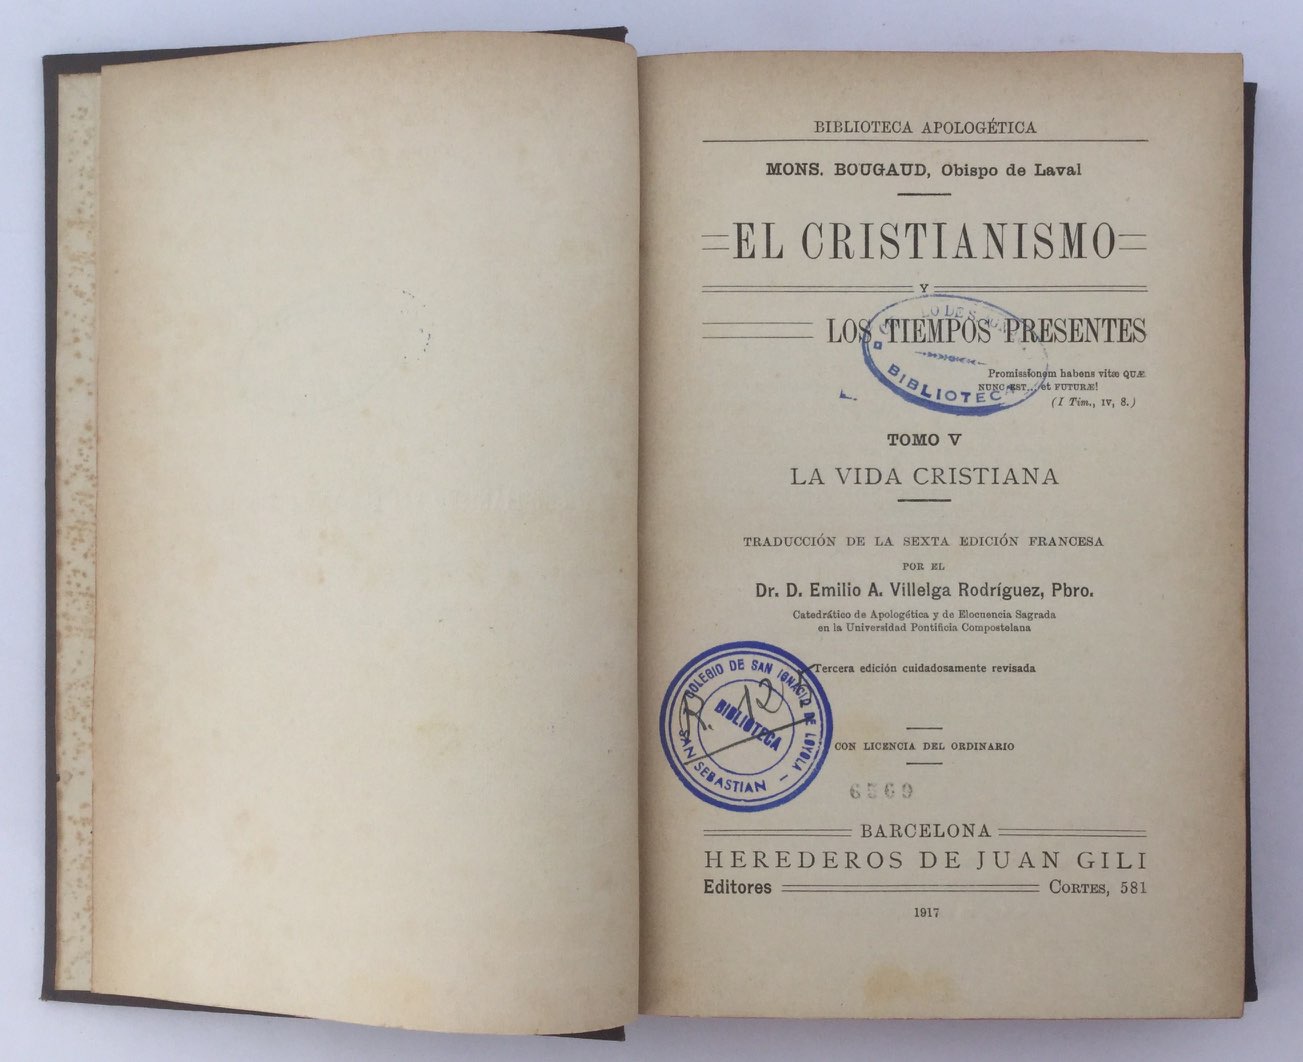 BIBLIOTECA APOLOGÉTICA
MONS. BOUGAUD, Obispo de Laval
EL CRISTIANISMO
Y
LOS TIEMPOS PRESENTES
BIBLIOTECA
Promissionem habens vitæ QUÆ
NUNC EST... et FUTURÆ!
(I Tim., IV, 8.)
TOMO V
LA VIDA CRISTIANA
TRADUCCIÓN DE LA SEXTA EDICIÓN FRANCESA
POR EL
Dr. D. Emilio A. Villelga Rodríguez, Pbro.
Catedrático de Apologética y de Elocuencia Sagrada
en la Universidad Pontificia Compostelana
Tercera edición cuidadosamente revisada
COLEGIO DE SAN IGNACIO DE LOYOLA
BIBLIOTECA
SAN SEBASTIAN
CON LICENCIA DEL ORDINARIO
6569
BARCELONA
HEREDEROS DE JUAN GILI
Editores CORTES, 581
1917